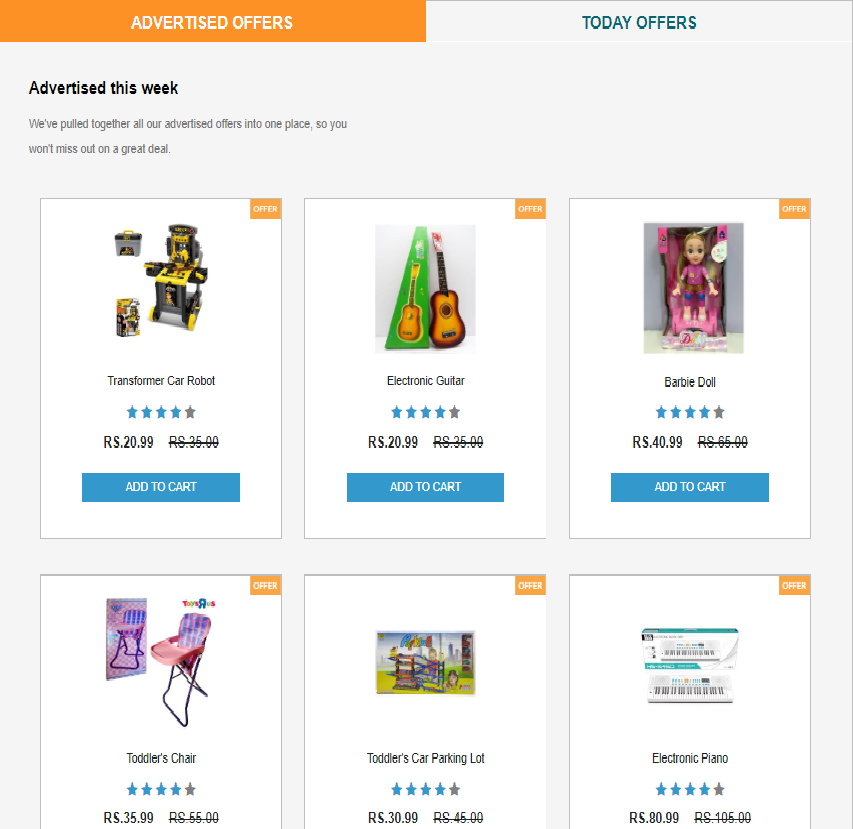 ADVERTISED OFFERS
TODAY OFFERS
Advertised this week
We've pulled together all our advertised offers into one place, so you
won't miss out on a great deal.
OFFER
OFFER
OFFER
Transformer Car Robot
Electronic Guitar
Barbie Doll
RS.20.99 RS.35.00
RS.20.99 RS.35.00
RS.40.99 RS.65.00
ADD TO CART
ADD TO CART
ADD TO CART
OFFER
OFFER
OFFER
TOYSRUS
Toddler's Chair
Toddler's Car Parking Lot
Electronic Piano
RS.35.99 RS.55.00
RS.30.99 RS.45.00
RS.80.99 RS.105.00